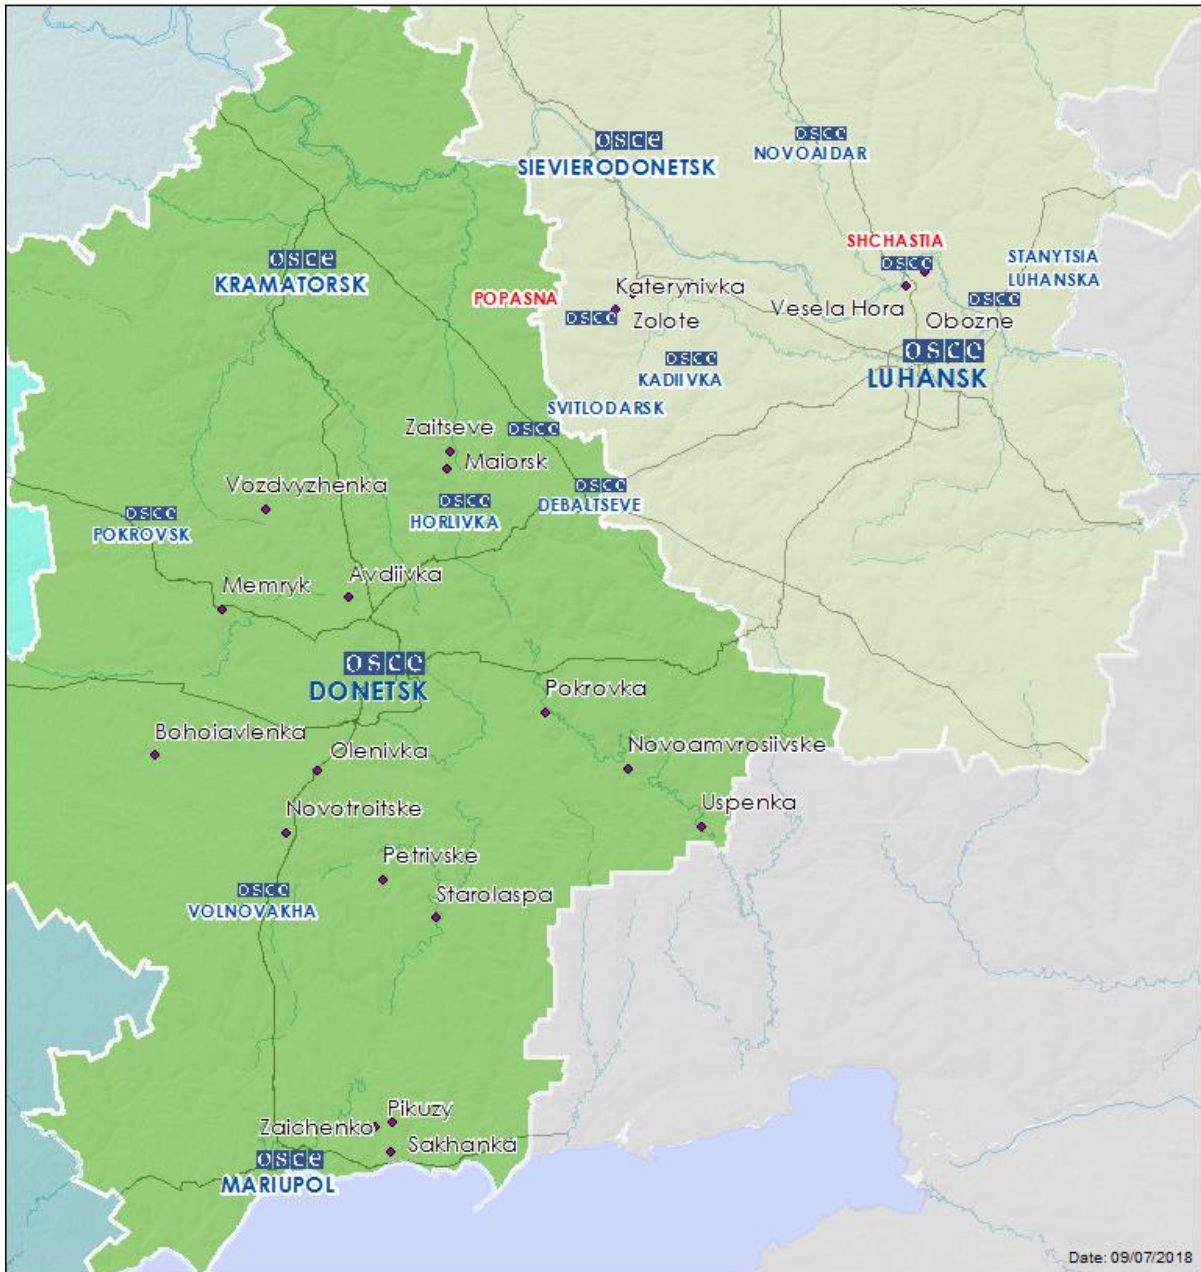 osce
SIEVIERODONETSK
osce
NOVOAIDAR
SHCHASTIA
osce
STANYTSIA
LUHANSKA
osce
osce
KRAMATORSK
POPASNA
Katerynivka
osce
Zolote
Vesela Hora
Obozne
osce
LUHANSK
osce
KADIIVKA
SVITLODARSK
osce
Zaitseve
Maiorsk
Vozdvyzhenka
osce
HORLIVKA
osce
DEBALTSEVE
osce
POKROVSK
Memryk
Avdiivka
osce
DONETSK
Pokrovka
Bohoiavlenka
Olenivka
Novoamvrosiivske
Novotroitske
Uspenka
Petrivske
osce
VOLNOVAKHA
Starolaspa
Pikuzy
Zaichenko
Sakhanka
osce
MARIUPOL
Date: 09/07/2018